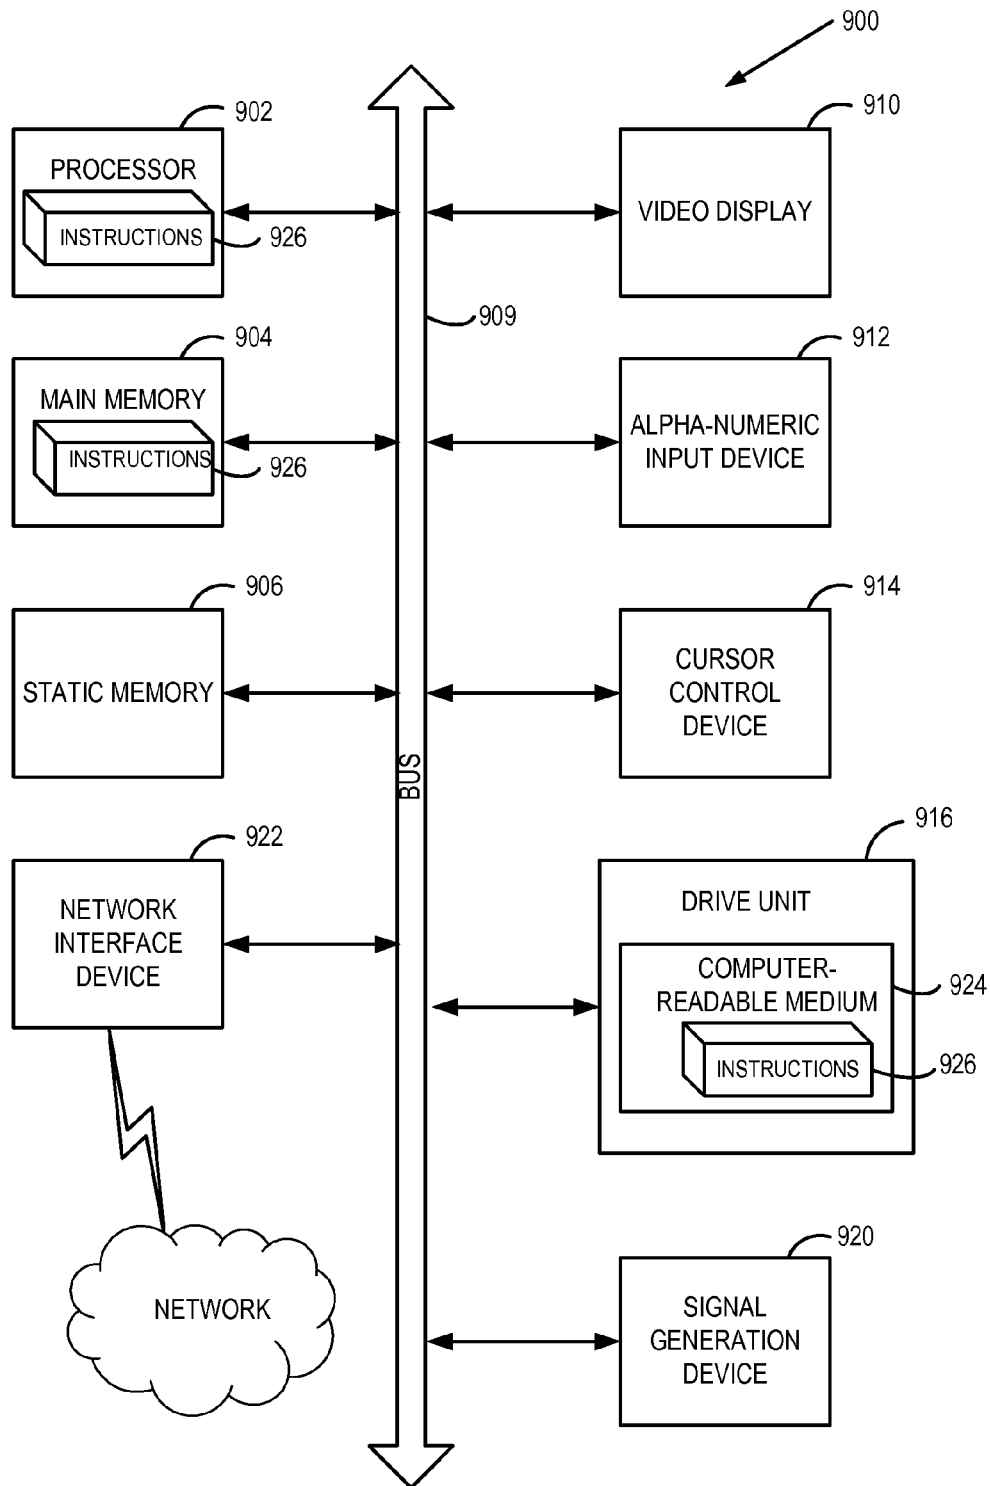 900
902
PROCESSOR
INSTRUCTIONS
926
910
VIDEO DISPLAY
909
904
MAIN MEMORY
INSTRUCTIONS
926
912
ALPHA-NUMERIC
INPUT DEVICE
906
STATIC MEMORY
914
CURSOR
CONTROL
DEVICE
BUS
922
NETWORK
INTERFACE
DEVICE
916
DRIVE UNIT
COMPUTER-
READABLE MEDIUM
924
INSTRUCTIONS
926
NETWORK
920
SIGNAL
GENERATION
DEVICE